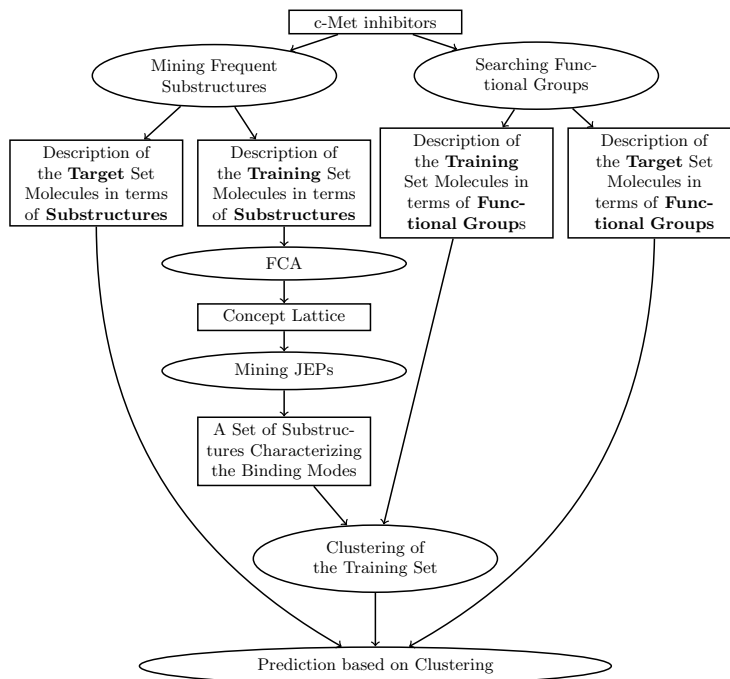 c-Met inhibitors
Mining Frequent
Substructures
Searching Func-
tional Groups
Description of
the Target Set
Molecules in terms
of Substructures
Description of
the Training Set
Molecules in terms
of Substructures
Description of
the Training
Set Molecules in
terms of Func-
tional Groups
Description of
the Target Set
Molecules in
terms of Func-
tional Groups
FCA
Concept Lattice
Mining JEPs
A Set of Substruc-
tures Characterizing
the Binding Modes
Clustering of
the Training Set
Prediction based on Clustering